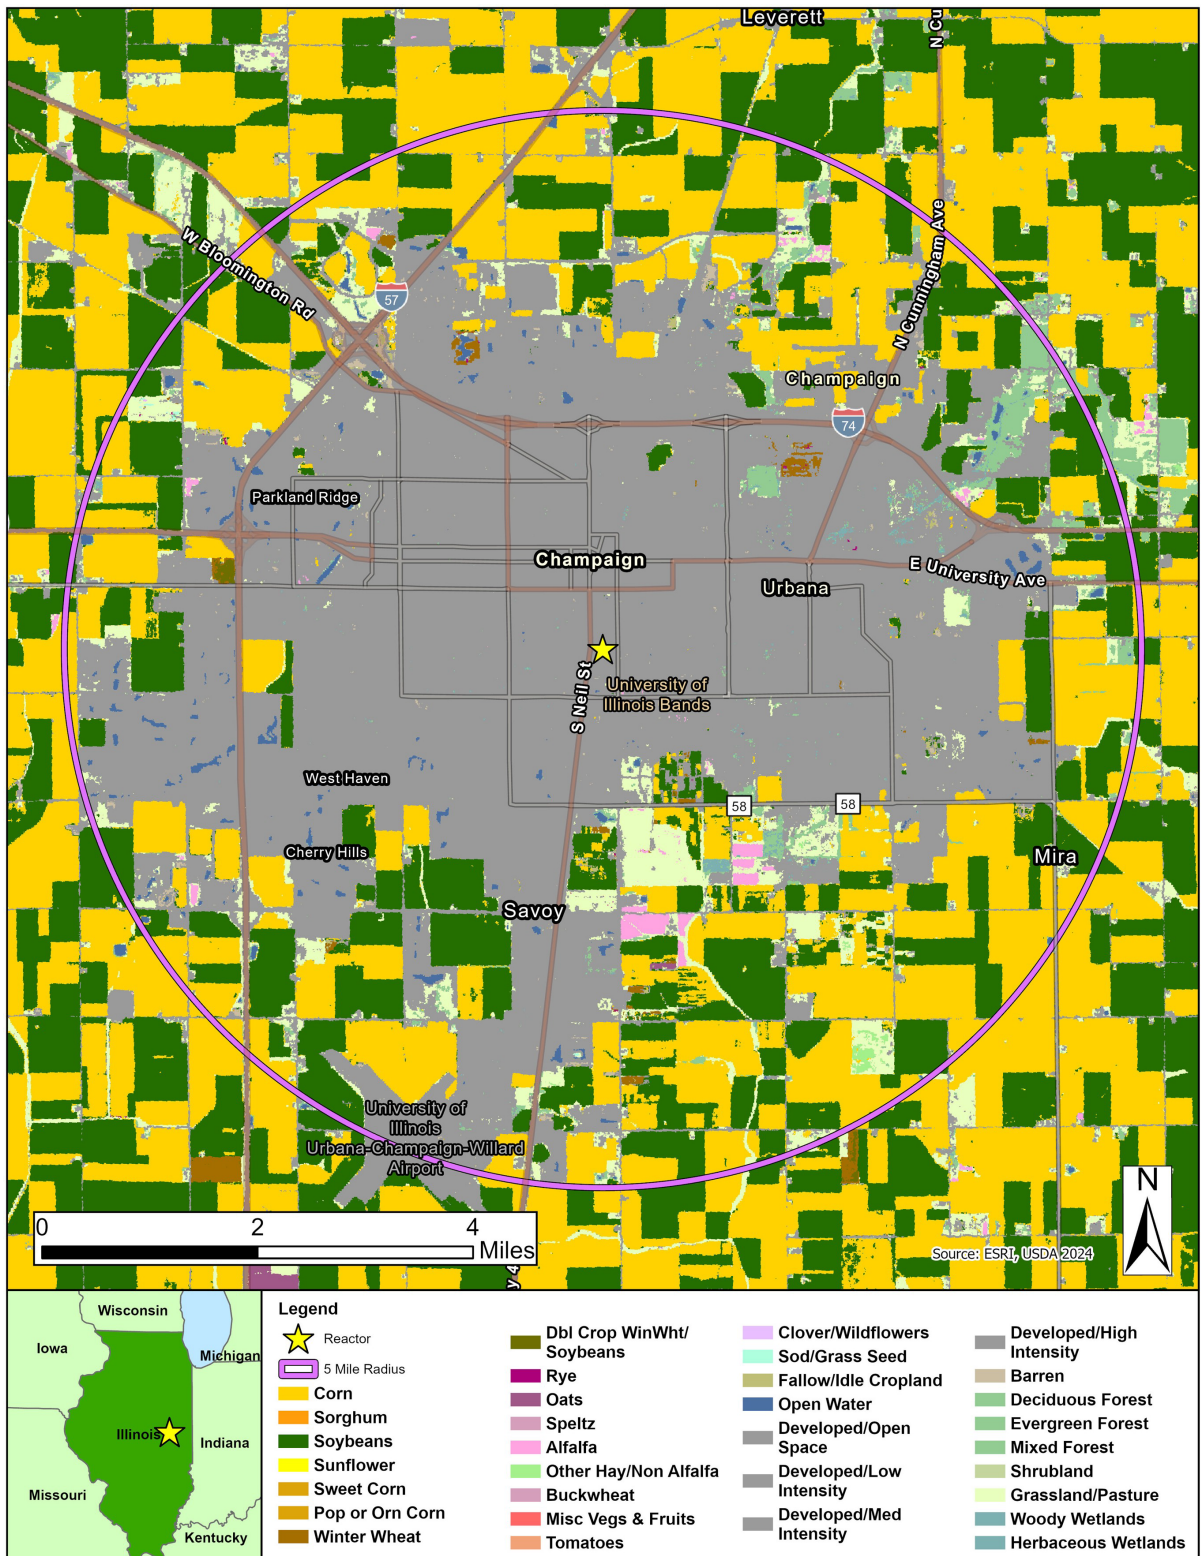 Leverett
N Cu
W Bloomington Rd
57
N Cunningham Ave
Champaign
74
Parkland Ridge
Champaign
E University Ave
Urbana
S Neil St
University of
Illinois Bands
West Haven
58
58
Cherry Hills
Mira
Savoy
University of
Illinois
Urbana-Champaign-Willard
Airport
N
0 2 4
Miles
y 4
Source: ESRI, USDA 2024
Wisconsin
Iowa
Michigan
Illinois
Indiana
Missouri
Kentucky
Legend
Reactor
5 Mile Radius
Corn
Sorghum
Soybeans
Sunflower
Sweet Corn
Pop or Orn Corn
Winter Wheat
Dbl Crop WinWht/
Soybeans
Rye
Oats
Speltz
Alfalfa
Other Hay/Non Alfalfa
Buckwheat
Misc Vegs & Fruits
Tomatoes
Clover/Wildflowers
Sod/Grass Seed
Fallow/Idle Cropland
Open Water
Developed/Open
Space
Developed/Low
Intensity
Developed/Med
Intensity
Developed/High
Intensity
Barren
Deciduous Forest
Evergreen Forest
Mixed Forest
Shrubland
Grassland/Pasture
Woody Wetlands
Herbaceous Wetlands